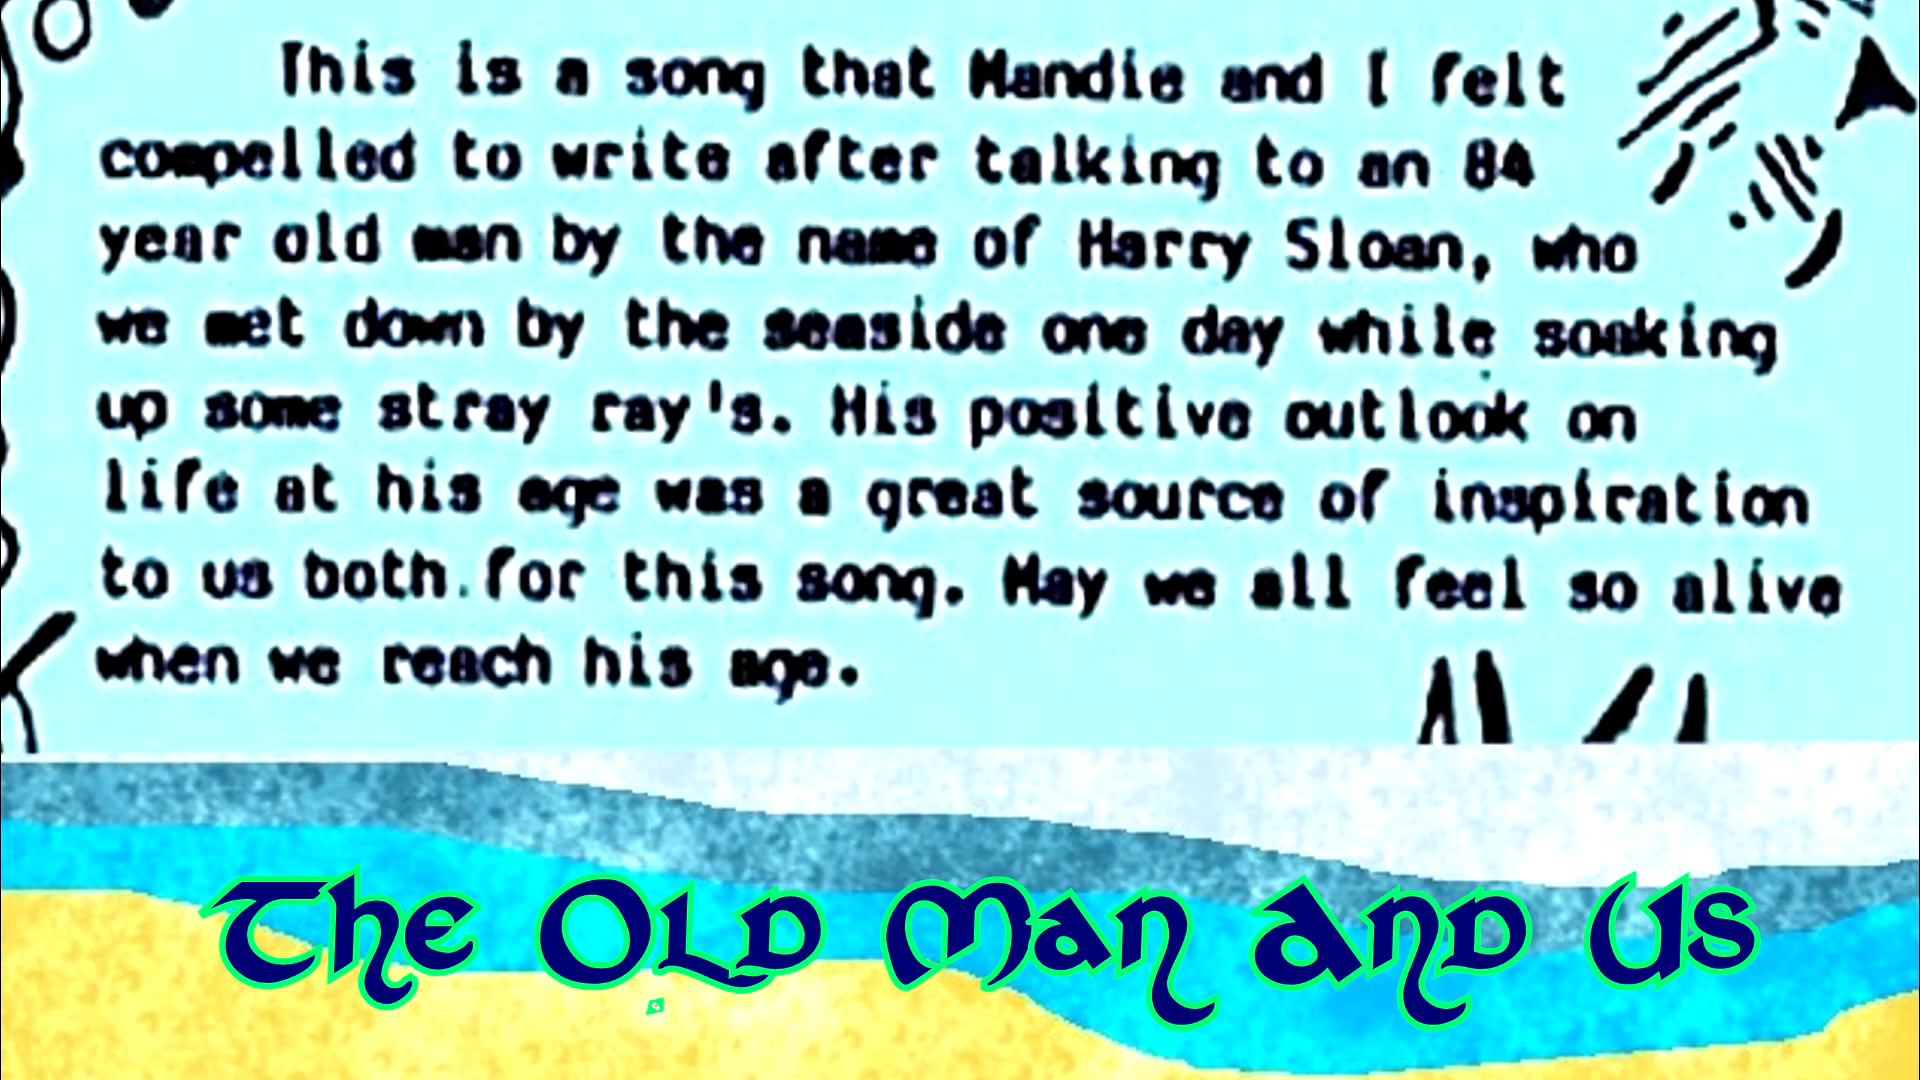 This is a song that Mandie and I felt
compelled to write after talking to an 84
year old man by the name of Harry Sloan, who
we met down by the seaside one day while soaking
up some stray ray's. His positive outlook on
life at his age was a great source of inspiration
to us both for this song. May we all feel so alive
when we reach his age.
The Old Man And Us